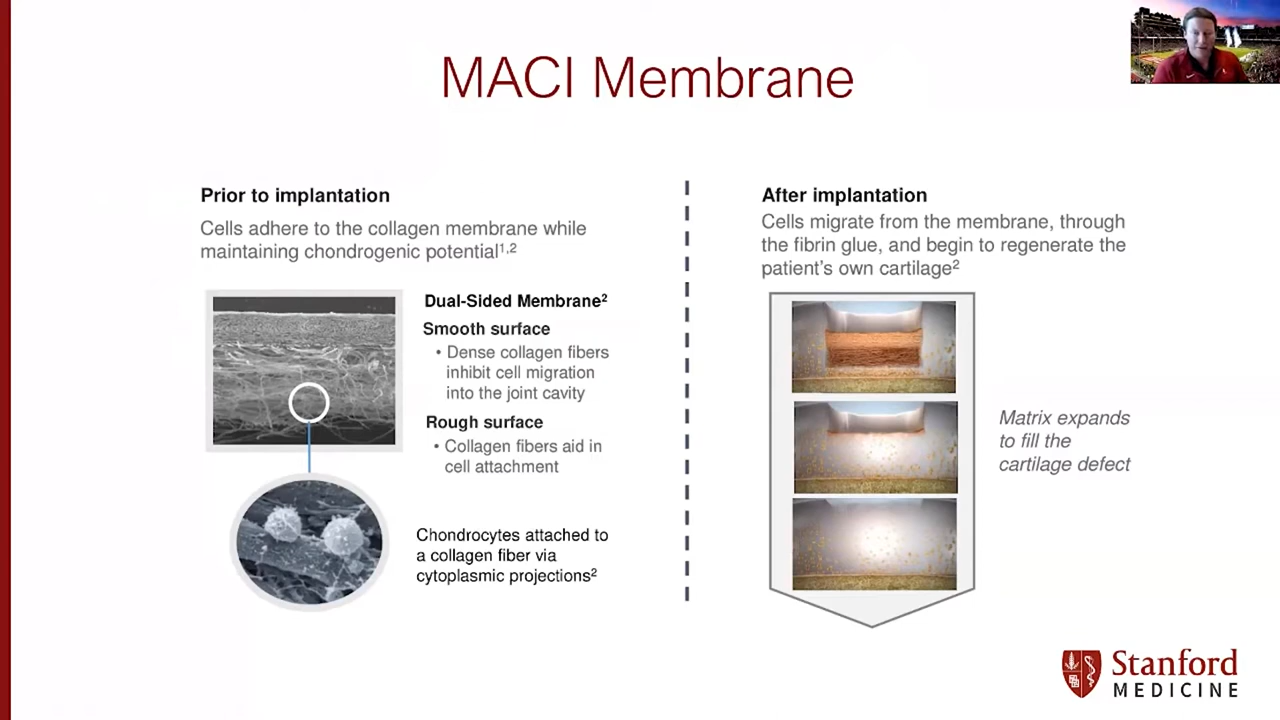 MACI Membrane
Prior to implantation
Cells adhere to the collagen membrane while
maintaining chondrogenic potential1,2
Dual-Sided Membrane2
Smooth surface
• Dense collagen fibers
inhibit cell migration
into the joint cavity
Rough surface
• Collagen fibers aid in
cell attachment
Chondrocytes attached to
a collagen fiber via
cytoplasmic projections2
After implantation
Cells migrate from the membrane, through
the fibrin glue, and begin to regenerate the
patient’s own cartilage2
Matrix expands
to fill the
cartilage defect
Stanford
MEDICINE